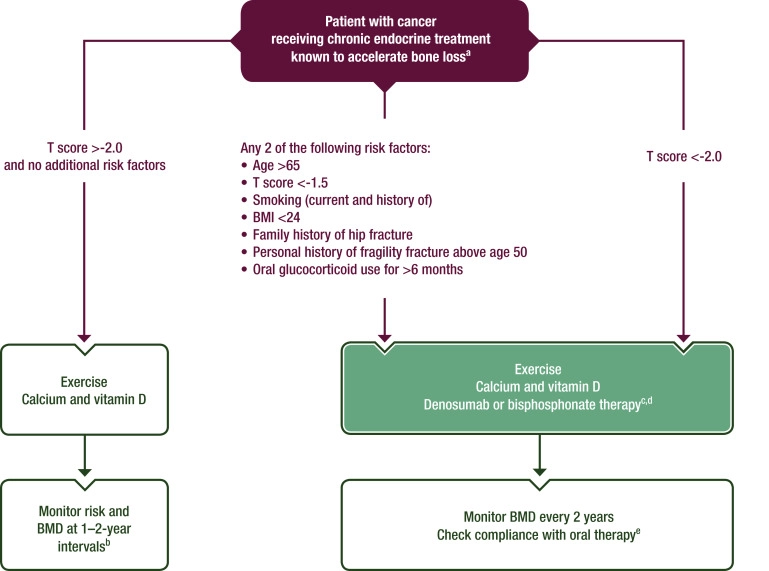 Patient with cancer
receiving chronic endocrine treatment
known to accelerate bone lossa
T score >-2.0
and no additional risk factors
Any 2 of the following risk factors:
• Age >65
• T score <-1.5
• Smoking (current and history of)
• BMI <24
• Family history of hip fracture
• Personal history of fragility fracture above age 50
• Oral glucocorticoid use for >6 months
T score <-2.0
Exercise
Calcium and vitamin D
Exercise
Calcium and vitamin D
Denosumab or bisphosphonate therapyc,d
Monitor risk and
BMD at 1–2-year
intervalsb
Monitor BMD every 2 years
Check compliance with oral therapye